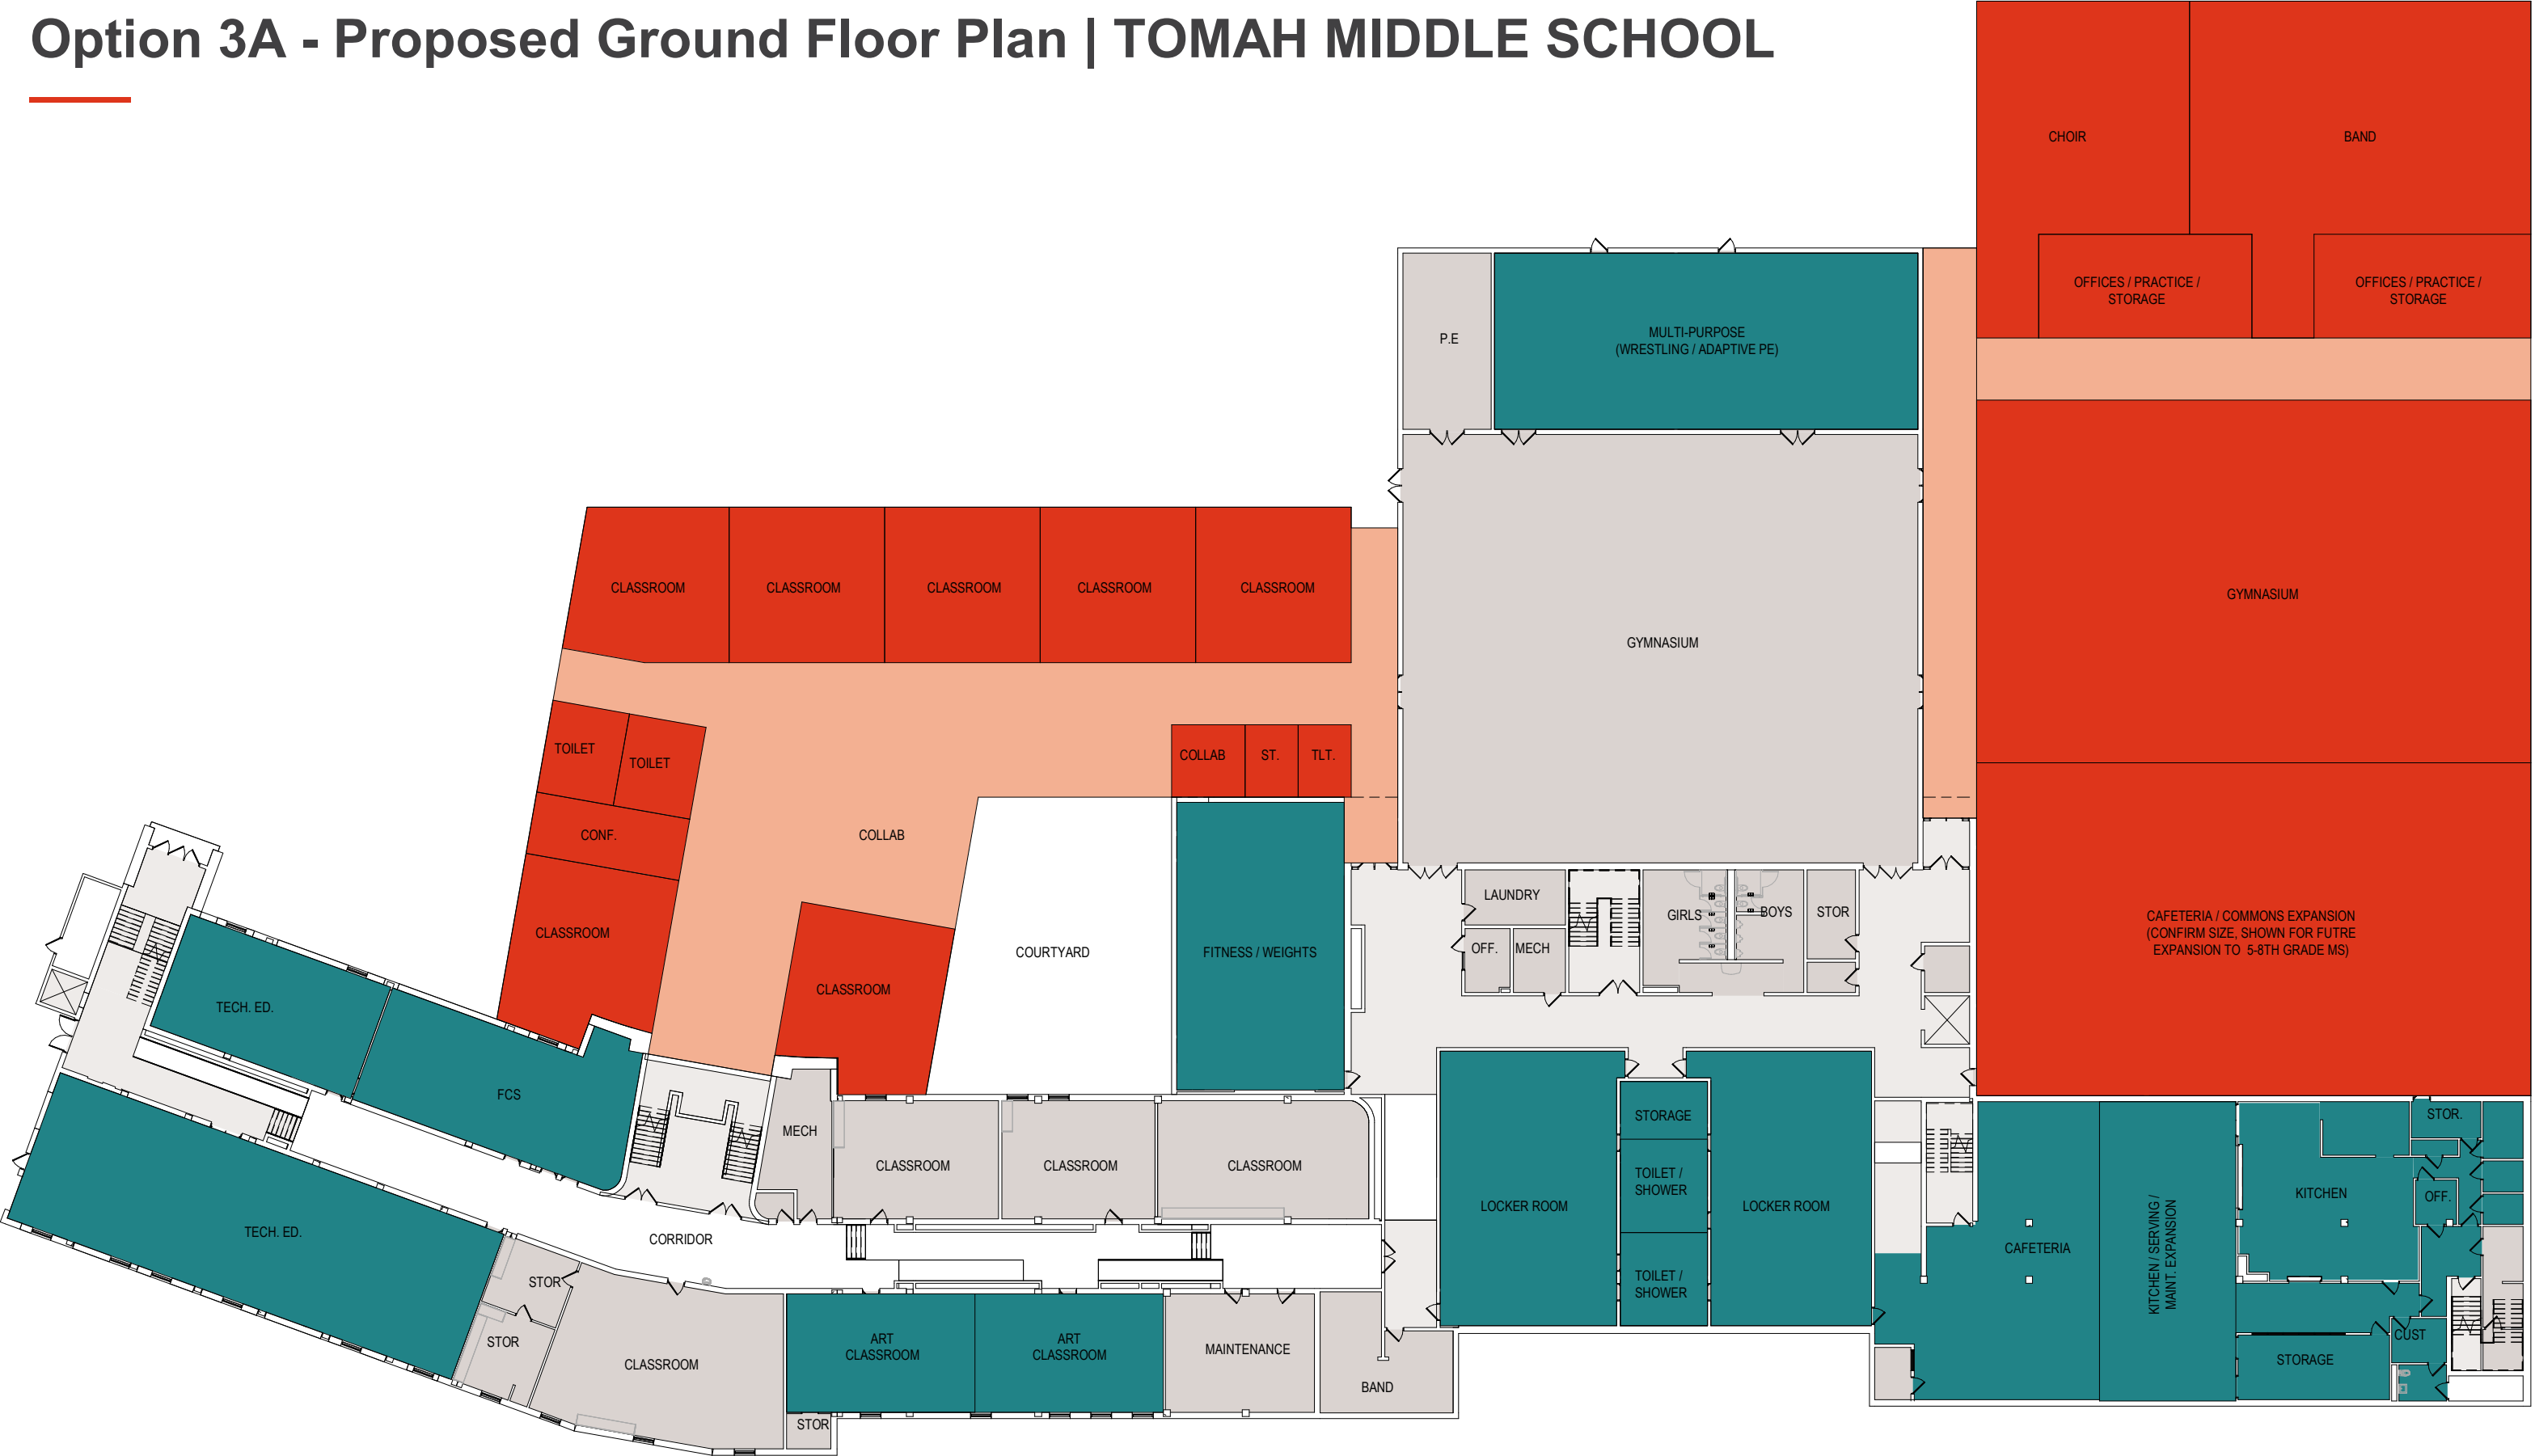 Option 3A - Proposed Ground Floor Plan | TOMAH MIDDLE SCHOOL
CHOIR
BAND
OFFICES / PRACTICE /
STORAGE
OFFICES / PRACTICE /
STORAGE
P.E
MULTI-PURPOSE
(WRESTLING / ADAPTIVE PE)
CLASSROOM
CLASSROOM
CLASSROOM
CLASSROOM
CLASSROOM
GYMNASIUM
GYMNASIUM
TOILET
TOILET
COLLAB
ST.
TLT.
CONF.
COLLAB
CLASSROOM
CLASSROOM
COURTYARD
FITNESS / WEIGHTS
LAUNDRY
OFF.
MECH
GIRLS
BOYS
STOR
CAFETERIA / COMMONS EXPANSION
(CONFIRM SIZE, SHOWN FOR FUTRE
EXPANSION TO 5-8TH GRADE MS)
TECH. ED.
FCS
MECH
CLASSROOM
CLASSROOM
CLASSROOM
STORAGE
TOILET /
SHOWER
LOCKER ROOM
LOCKER ROOM
TOILET /
SHOWER
STOR.
KITCHEN
OFF.
CAFETERIA
KITCHEN / SERVING /
MAINT. EXPANSION
TECH. ED.
CORRIDOR
STOR
STOR
CLASSROOM
ART
CLASSROOM
ART
CLASSROOM
MAINTENANCE
BAND
CUST
STORAGE
STOR